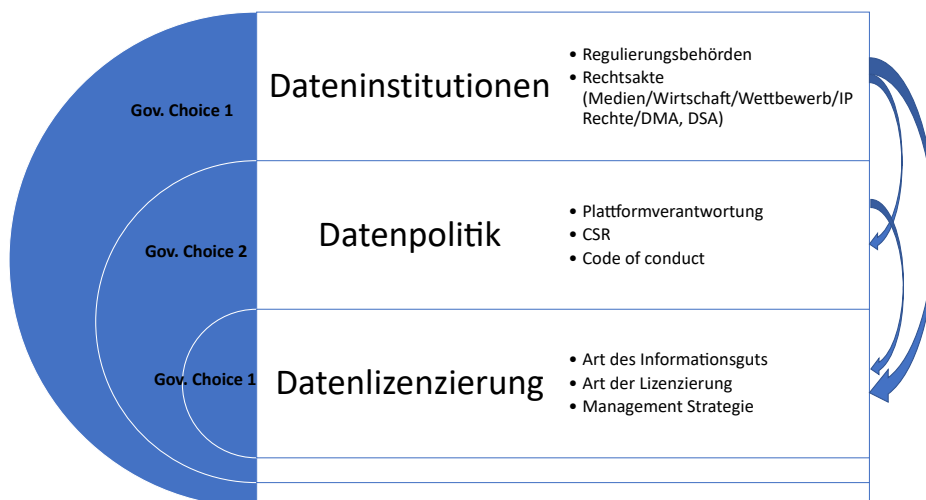 Gov. Choice 1
Dateninstitutionen
• Regulierungsbehörden
• Rechtsakte
(Medien/Wirtschaft/Wettbewerb/IP
Rechte/DMA, DSA)
Gov. Choice 2
Datenpolitik
• Plattformverantwortung
• CSR
• Code of conduct
Gov. Choice 1
Datenlizenzierung
• Art des Informationsguts
• Art der Lizenzierung
• Management Strategie